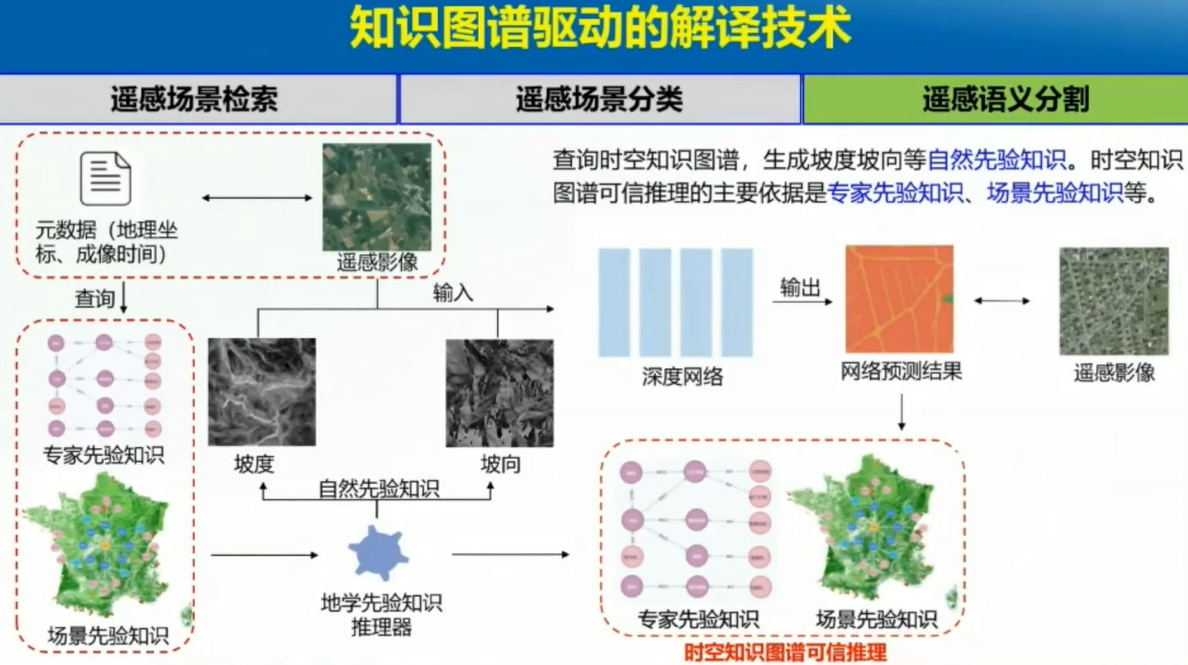 知识图谱驱动的解译技术
遥感场景检索
遥感场景分类
遥感语义分割
查询时空知识图谱，生成坡度坡向等自然先验知识。时空知识
图谱可信推理的主要依据是专家先验知识、场景先验知识等。
元数据（地理坐
标、成像时间）
遥感影像
查询
输入
输出
深度网络
网络预测结果
遥感影像
专家先验知识
坡度
坡向
自然先验知识
场景先验知识
地学先验知识
推理器
专家先验知识
场景先验知识
时空知识图谱可信推理